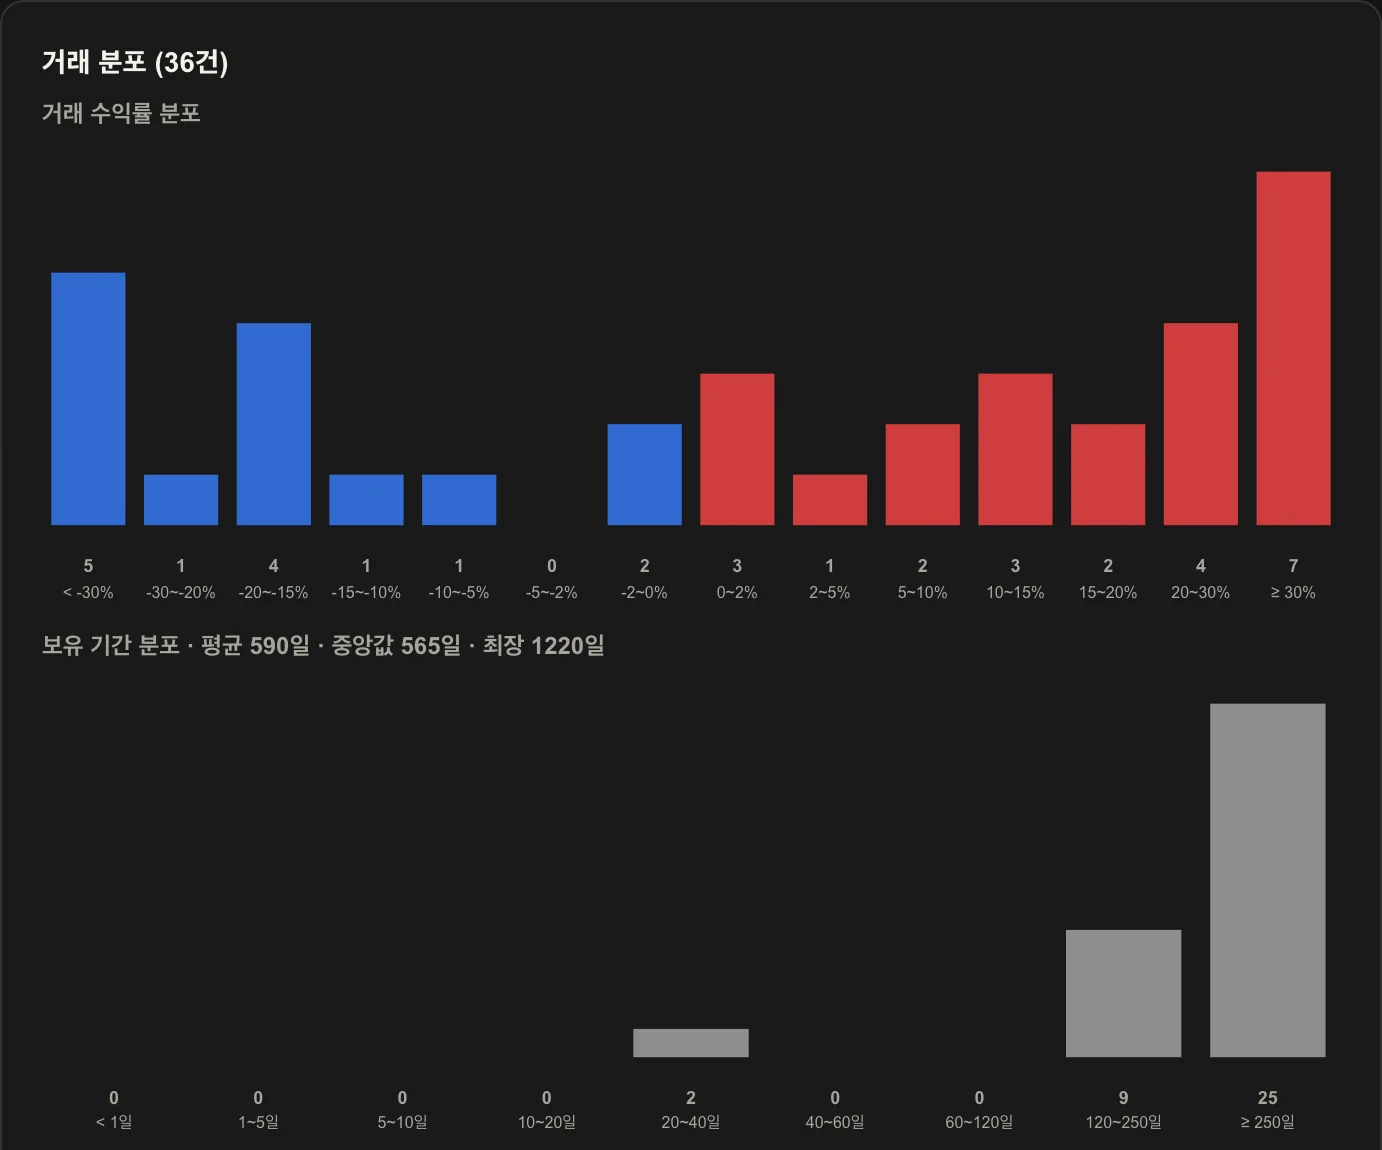 거래 분포 (36건)
거래 수익률 분포
5 1 4 1 1 0 2 3 1 2 3 2 4 7
< -30% -30~-20% -20~-15% -15~-10% -10~-5% -5~-2% -2~0% 0~2% 2~5% 5~10% 10~15% 15~20% 20~30% ≥ 30%
보유 기간 분포 · 평균 590일 · 중앙값 565일 · 최장 1220일
0 0 0 0 2 0 0 9 25
< 1일 1~5일 5~10일 10~20일 20~40일 40~60일 60~120일 120~250일 ≥ 250일